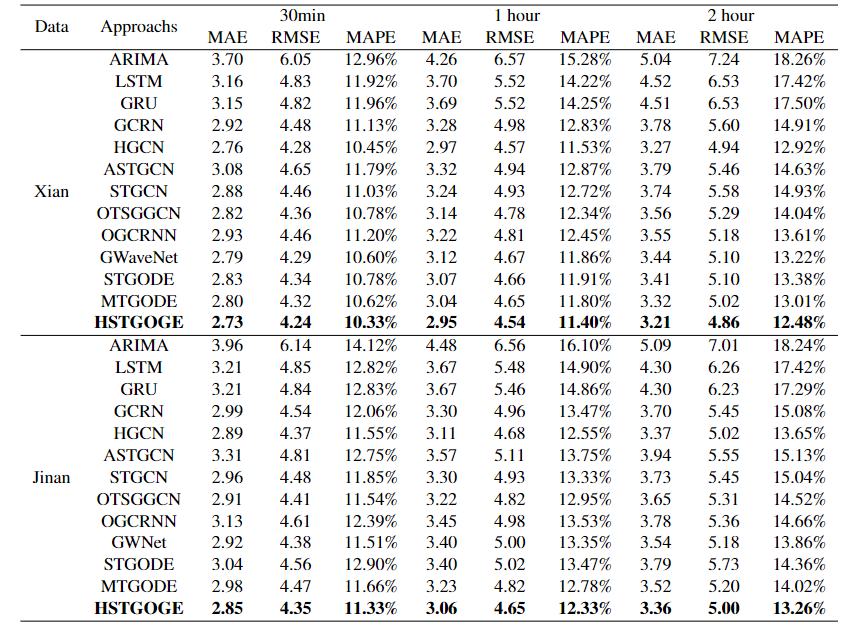 Data Approachs 30min 1 hour 2 hour
MAE RMSE MAPE MAE RMSE MAPE MAE RMSE MAPE
Xian
ARIMA 3.70 6.05 12.96% 4.26 6.57 15.28% 5.04 7.24 18.26%
LSTM 3.16 4.83 11.92% 3.70 5.52 14.22% 4.52 6.53 17.42%
GRU 3.15 4.82 11.96% 3.69 5.52 14.25% 4.51 6.53 17.50%
GCRN 2.92 4.48 11.13% 3.28 4.98 12.83% 3.78 5.60 14.91%
HGCN 2.76 4.28 10.45% 2.97 4.57 11.53% 3.27 4.94 12.92%
ASTGCN 3.08 4.65 11.79% 3.32 4.94 12.87% 3.79 5.46 14.63%
STGCN 2.88 4.46 11.03% 3.24 4.93 12.72% 3.74 5.58 14.93%
OTSGGCN 2.82 4.36 10.78% 3.14 4.78 12.34% 3.56 5.29 14.04%
OGCRNN 2.93 4.46 11.20% 3.22 4.81 12.45% 3.55 5.18 13.61%
GWaveNet 2.79 4.29 10.60% 3.12 4.67 11.86% 3.44 5.10 13.22%
STGODE 2.83 4.34 10.78% 3.07 4.66 11.91% 3.41 5.10 13.38%
MTGODE 2.80 4.32 10.62% 3.04 4.65 11.80% 3.32 5.02 13.01%
HSTGOGE 2.73 4.24 10.33% 2.95 4.54 11.40% 3.21 4.86 12.48%
Jinan
ARIMA 3.96 6.14 14.12% 4.48 6.56 16.10% 5.09 7.01 18.24%
LSTM 3.21 4.85 12.82% 3.67 5.48 14.90% 4.30 6.26 17.42%
GRU 3.21 4.84 12.83% 3.67 5.46 14.86% 4.30 6.23 17.29%
GCRN 2.99 4.54 12.06% 3.30 4.96 13.47% 3.70 5.45 15.08%
HGCN 2.89 4.37 11.55% 3.11 4.68 12.55% 3.37 5.02 13.65%
ASTGCN 3.31 4.81 12.75% 3.57 5.11 13.75% 3.94 5.55 15.13%
STGCN 2.96 4.48 11.85% 3.30 4.93 13.33% 3.73 5.45 15.04%
OTSGGCN 2.91 4.41 11.54% 3.22 4.82 12.95% 3.65 5.31 14.52%
OGCRNN 3.13 4.61 12.39% 3.45 4.98 13.53% 3.78 5.36 14.66%
GWNet 2.92 4.38 11.51% 3.40 5.00 13.35% 3.54 5.18 13.86%
STGODE 3.04 4.56 12.90% 3.40 5.02 13.47% 3.79 5.73 14.36%
MTGODE 2.98 4.47 11.66% 3.23 4.82 12.78% 3.52 5.20 14.02%
HSTGOGE 2.85 4.35 11.33% 3.06 4.65 12.33% 3.36 5.00 13.26%